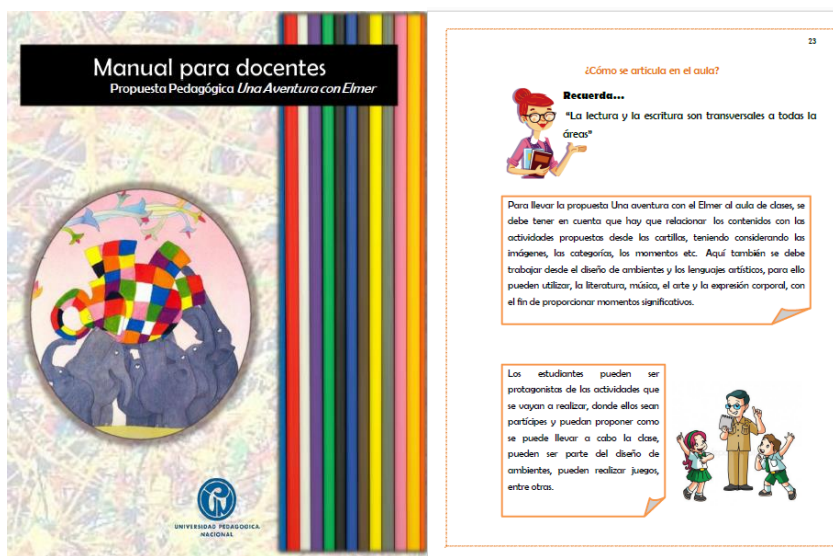 Manual para docentes
Propuesta Pedagógica Una Aventura con Elmer
UNIVERSIDAD PEDAGOGICA
NACIONAL
23
¿Cómo se articula en el aula?
Recuerda...
"La lectura y la escritura son transversales a todas la
áreas"
Para llevar la propuesta Una aventura con el Elmer al aula de clases, se
debe tener en cuenta que hay que relacionar los contenidos con las
actividades propuestas desde las cartillas, teniendo considerando las
imágenes, las categorías, los momentos etc. Aquí también se debe
trabajar desde el diseño de ambientes y los lenguajes artísticos, para ello
pueden utilizar, la literatura, música, el arte y la expresión corporal, con
el fin de proporcionar momentos significativos.
Los estudiantes pueden ser
protagonistas de las actividades que
se vayan a realizar, donde ellos sean
partícipes y puedan proponer como
se puede llevar a cabo la clase,
pueden ser parte del diseño de
ambientes, pueden realizar juegos,
entre otras.